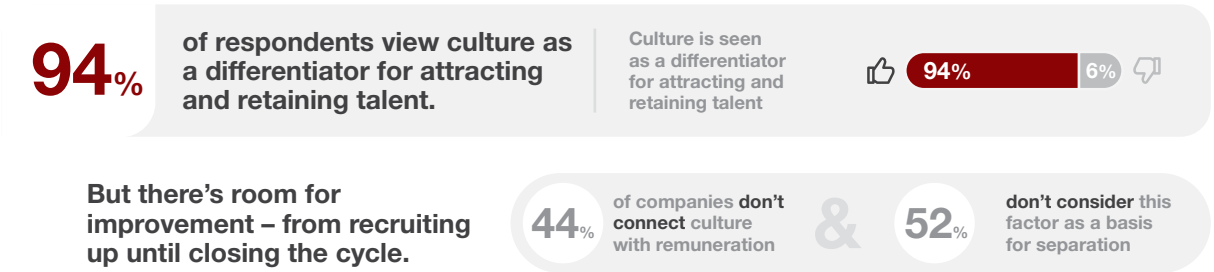 94%
of respondents view culture as
a differentiator for attracting
and retaining talent.
Culture is seen
as a differentiator
for attracting and
retaining talent
94%
6%
But there's room for
improvement – from recruiting
up until closing the cycle.
44%
of companies don't
connect culture
with remuneration
&
52%
don't consider this
factor as a basis
for separation